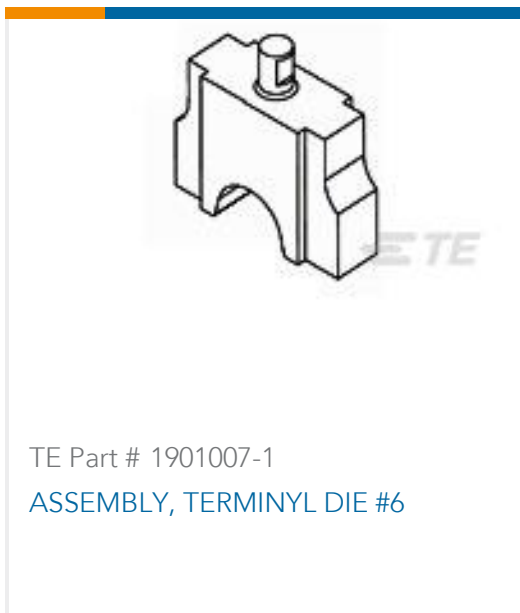 TE
TE Part # 1901007-1
ASSEMBLY, TERMINYL DIE #6